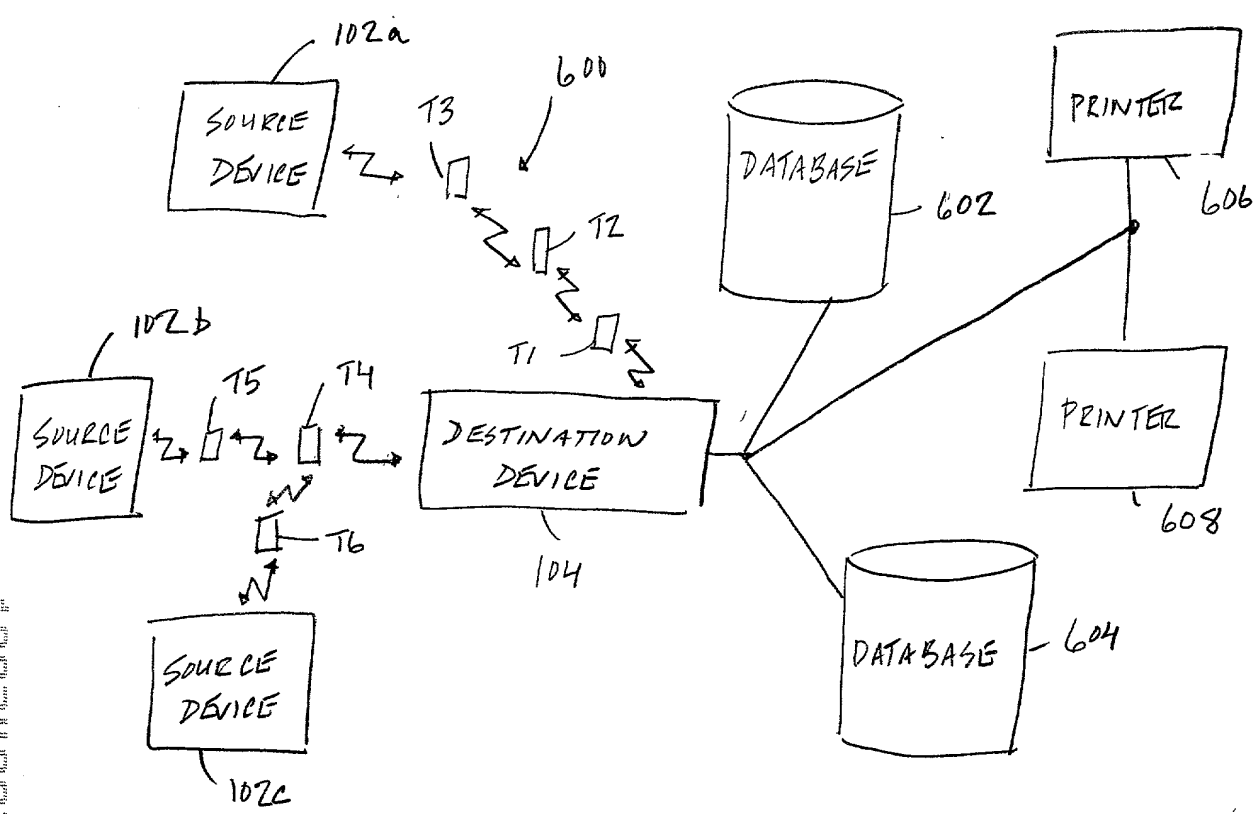 102a
600
SOURCE
DEVICE
T3
T2
T1
DATABASE
602
PRINTER
606
102b
SOURCE
DEVICE
T5
T4
T6
DESTINATION
DEVICE
104
PRINTER
608
DATABASE
604
SOURCE
DEVICE
102c